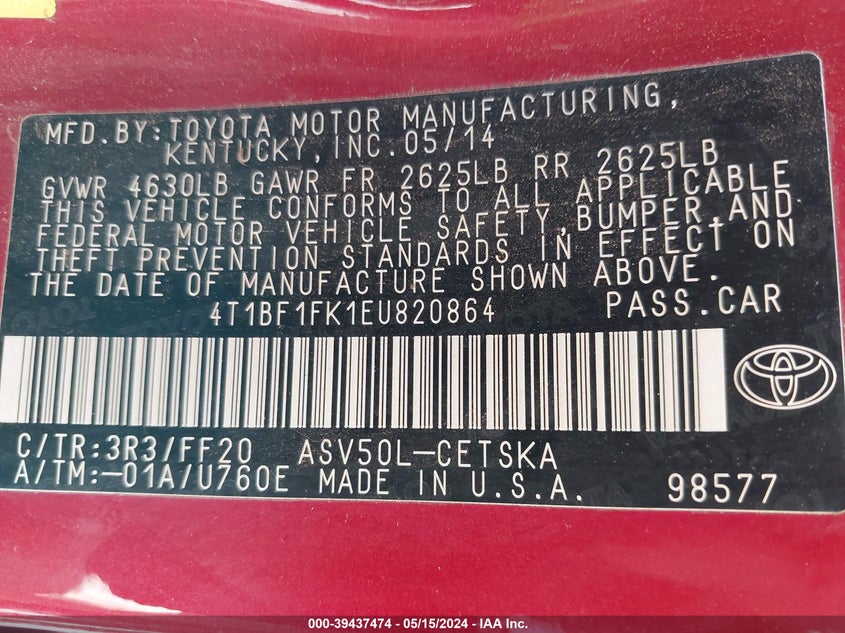 MFD.BY:TOYOTA MOTOR MANUFACTURING,
KENTUCKY,INC.05/14
GVWR 4630LB GAWR FR 2625LB RR 2625LB
THIS VEHICLE CONFORMS TO ALL APPLICABLE
FEDERAL MOTOR VEHICLE SAFETY,BUMPER,AND
THEFT PREVENTION STANDARDS IN EFFECT ON
THE DATE OF MANUFACTURE SHOWN ABOVE.
4T1BF1FK1EU820864 PASS.CAR
C/TR:3R3/FF20 ASV50L-CETSKA
A/TM:-01A/U760E MADE IN U.S.A. 98577
000-39437474 - 05/15/2024 - IAA Inc.